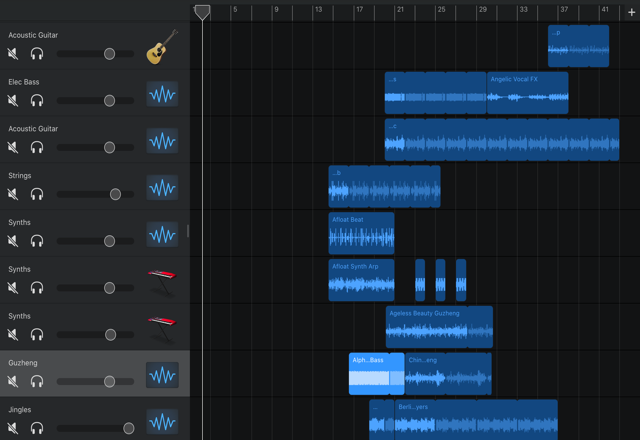 5 9 13 17 21 25 29 33 37 41 +
Acoustic Guitar
...p
Elec Bass
...s Angelic Vocal FX
Acoustic Guitar
...c
Strings
...b
Synths
Afloat Beat
Synths
Afloat Synth Arp
Synths
Ageless Beauty Guzheng
Guzheng
Alph...Bass Chin...eng
Jingles
... Berli...yers